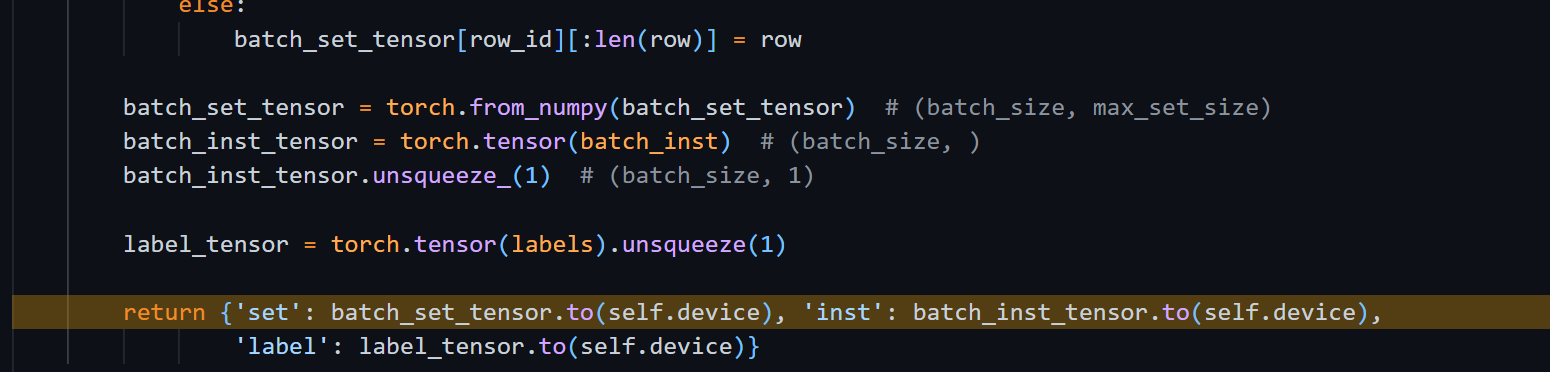 else:
batch_set_tensor[row_id][:len(row)] = row
batch_set_tensor = torch.from_numpy(batch_set_tensor)  # (batch_size, max_set_size)
batch_inst_tensor = torch.tensor(batch_inst)  # (batch_size, )
batch_inst_tensor.unsqueeze_(1)  # (batch_size, 1)
label_tensor = torch.tensor(labels).unsqueeze(1)
return {'set': batch_set_tensor.to(self.device), 'inst': batch_inst_tensor.to(self.device),
'label': label_tensor.to(self.device)}